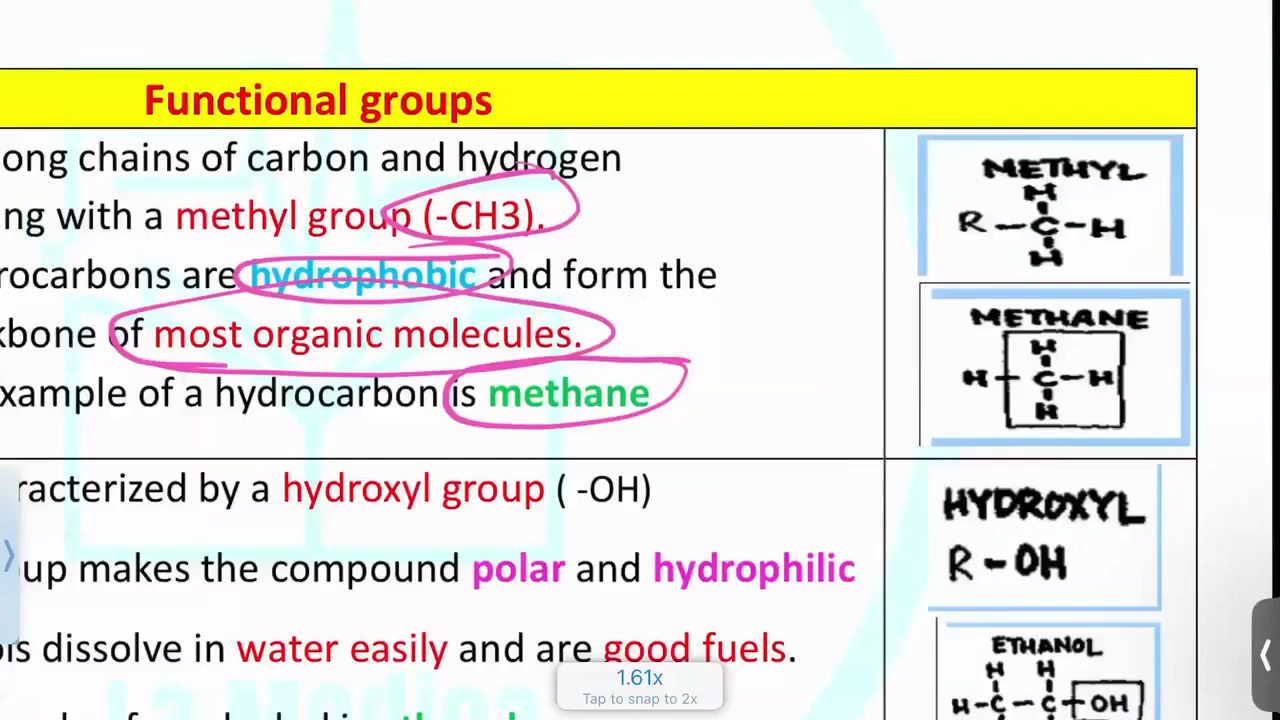 Functional groups
ong chains of carbon and hydrogen
ng with a methyl group (-CH3).
rocarbons are hydrophobic and form the
kbone of most organic molecules.
xample of a hydrocarbon is methane
METHYL
H
R - C - H
H
METHANE
H
H - C - H
H
racterized by a hydroxyl group ( -OH)
up makes the compound polar and hydrophilic
ls dissolve in water easily and are good fuels.
HYDROXYL
R - OH
ETHANOL
H H
H - C - C - OH
1.61x
Tap to snap to 2x